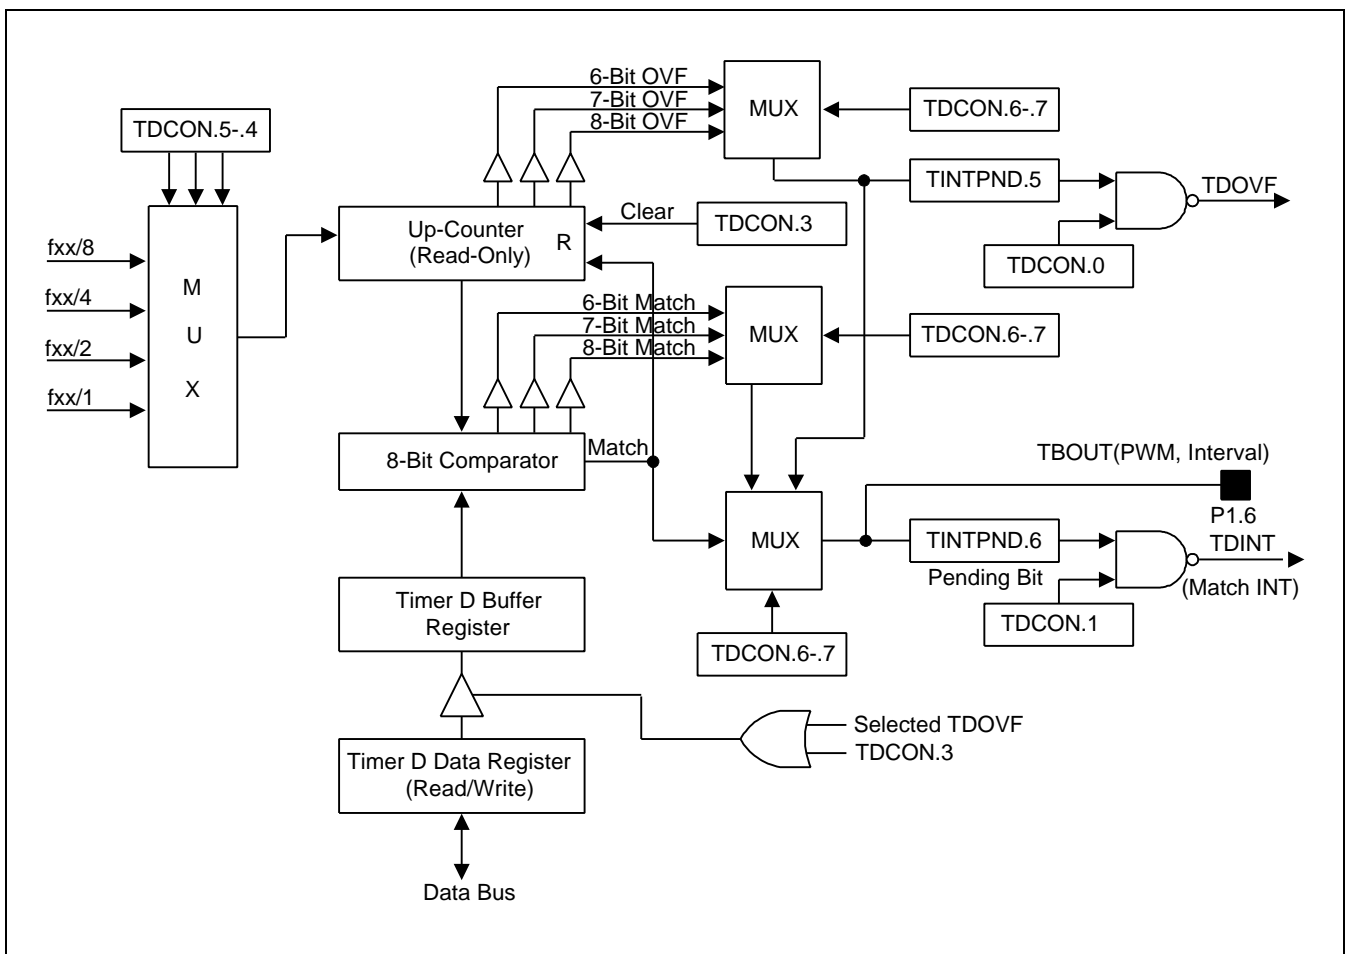 6-Bit OVF
7-Bit OVF
8-Bit OVF
MUX
TDCON.6-.7
TDCON.5-.4
TINTPND.5
TDOVF
TDCON.0
Clear
TDCON.3
Up-Counter
(Read-Only)
R
fxx/8
fxx/4
fxx/2
fxx/1
M
U
X
6-Bit Match
7-Bit Match
8-Bit Match
MUX
TDCON.6-.7
8-Bit Comparator
Match
TBOUT(PWM, Interval)
P1.6
MUX
TINTPND.6
Pending Bit
TDINT
(Match INT)
TDCON.1
TDCON.6-.7
Timer D Buffer
Register
Selected TDOVF
TDCON.3
Timer D Data Register
(Read/Write)
Data Bus